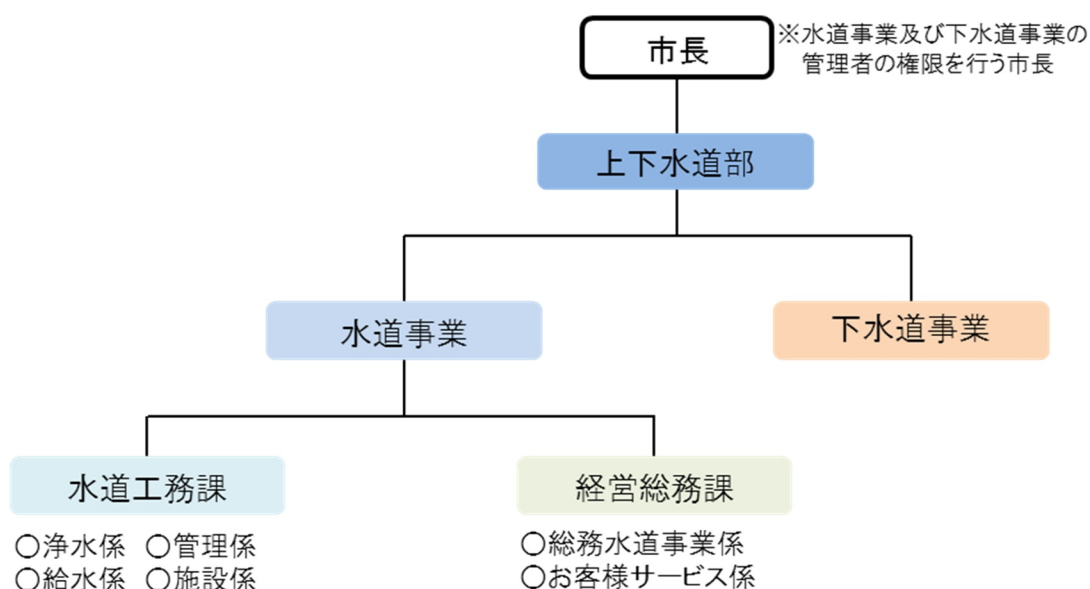 市長
※水道事業及び下水道事業の
管理者の権限を行う市長
上下水道部
水道事業
下水道事業
水道工務課
経営総務課
○浄水係 ○管理係
○給水係 ○施設係
○総務水道事業係
○お客様サービス係